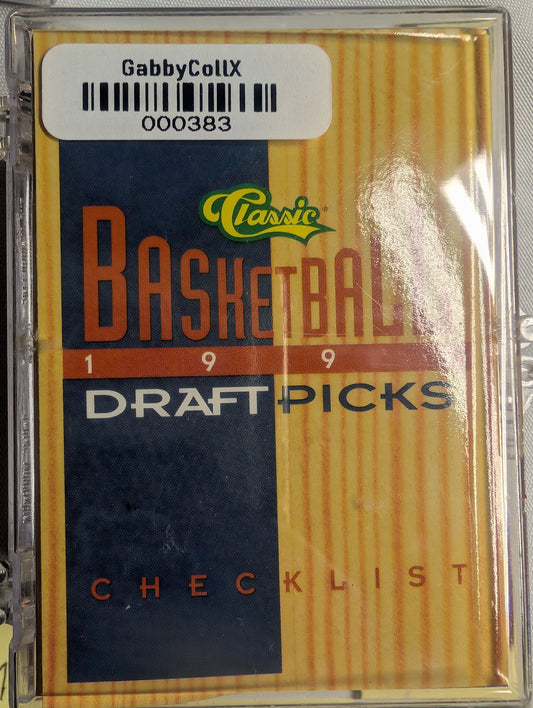 GabbyCollX
000383
Classic®
BASKETBALL
1 9 9
DRAFT PICKS
CHECKLIST